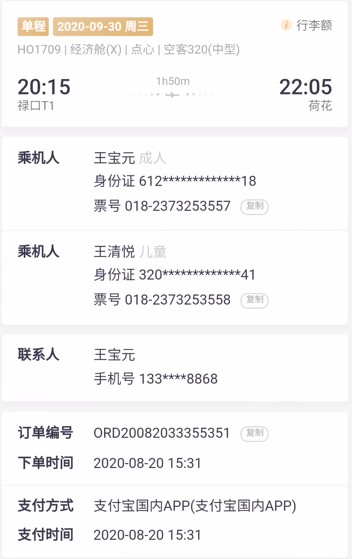 单程 2020-09-30 周三 行李额
HO1709 | 经济舱(X) | 点心 | 空客320(中型)
20:15 1h50m 22:05
禄口T1 荷花
乘机人 王宝元 成人
身份证 612*************18
票号 018-2373253557 复制
乘机人 王清悦 儿童
身份证 320*************41
票号 018-2373253558 复制
联系人 王宝元
手机号 133****8868
订单编号 ORD20082033355351 复制
下单时间 2020-08-20 15:31
支付方式 支付宝国内APP(支付宝国内APP)
支付时间 2020-08-20 15:31